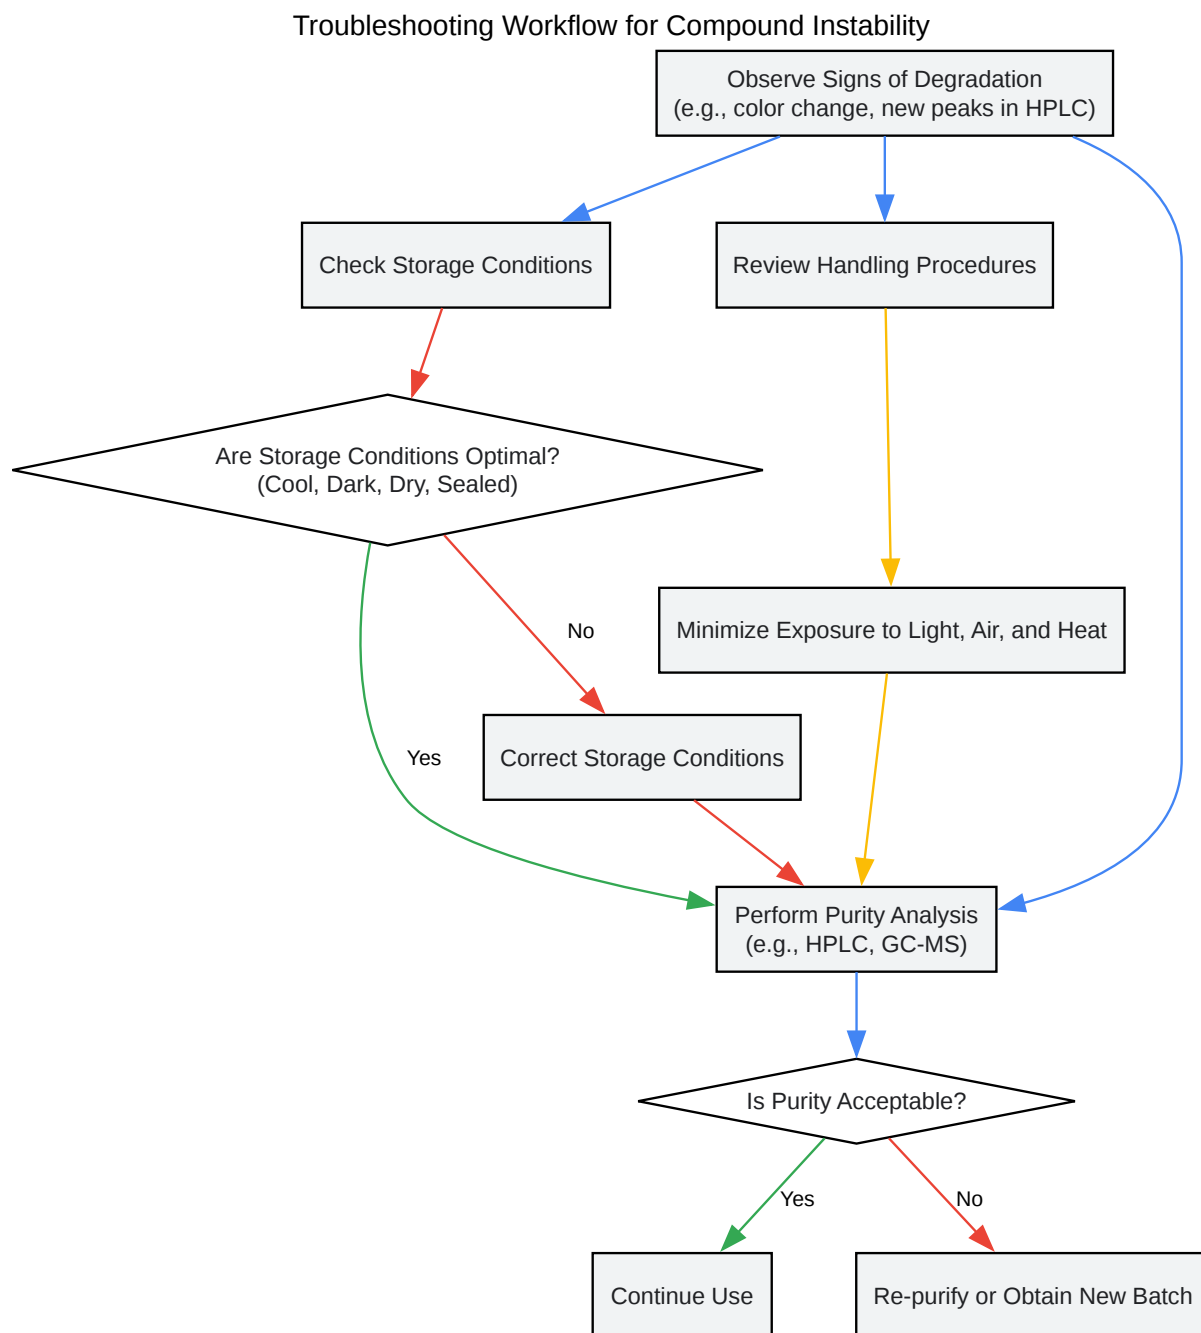 Troubleshooting Workflow for Compound Instability
Observe Signs of Degradation
(e.g., color change, new peaks in HPLC)
Check Storage Conditions
Review Handling Procedures
Are Storage Conditions Optimal?
(Cool, Dark, Dry, Sealed)
No
Minimize Exposure to Light, Air, and Heat
Yes
Correct Storage Conditions
Perform Purity Analysis
(e.g., HPLC, GC-MS)
Is Purity Acceptable?
Yes
No
Continue Use
Re-purify or Obtain New Batch